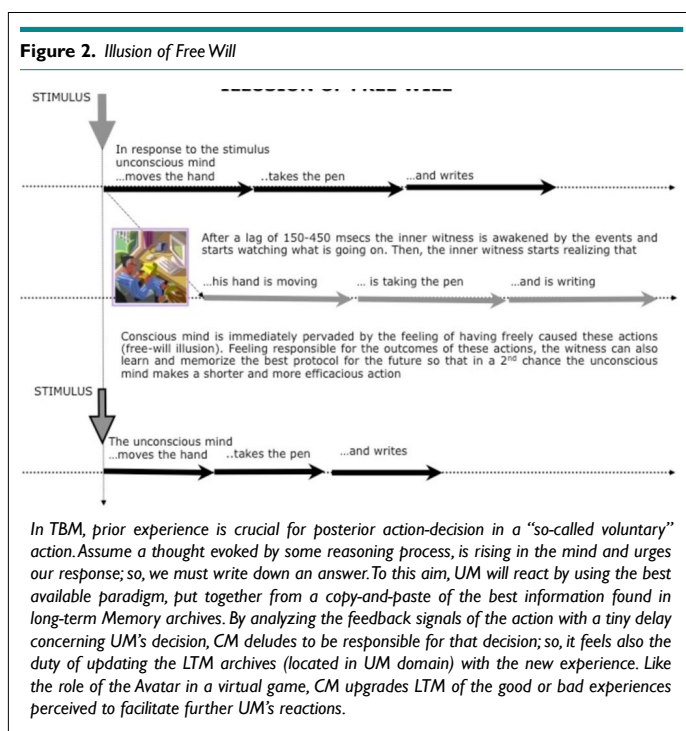 Figure 2. Illusion of Free Will
STIMULUS
In response to the stimulus
unconscious mind
...moves the hand
..takes the pen
...and writes
After a lag of 150-450 msecs the inner witness is awakened by the events and
starts watching what is going on. Then, the inner witness starts realizing that
...his hand is moving
... is taking the pen
...and is writing
Conscious mind is immediately pervaded by the feeling of having freely caused these actions
(free-will illusion). Feeling responsible for the outcomes of these actions, the witness can also
learn and memorize the best protocol for the future so that in a 2nd chance the unconscious
mind makes a shorter and more efficacious action
STIMULUS
The unconscious mind
...moves the hand
..takes the pen
...and writes
In TBM, prior experience is crucial for posterior action-decision in a “so-called voluntary”
action. Assume a thought evoked by some reasoning process, is rising in the mind and urges
our response; so, we must write down an answer. To this aim, UM will react by using the best
available paradigm, put together from a copy-and-paste of the best information found in
long-term Memory archives. By analyzing the feedback signals of the action with a tiny delay
concerning UM’s decision, CM deludes to be responsible for that decision; so, it feels also the
duty of updating the LTM archives (located in UM domain) with the new experience. Like
the role of the Avatar in a virtual game, CM upgrades LTM of the good or bad experiences
perceived to facilitate further UM’s reactions.